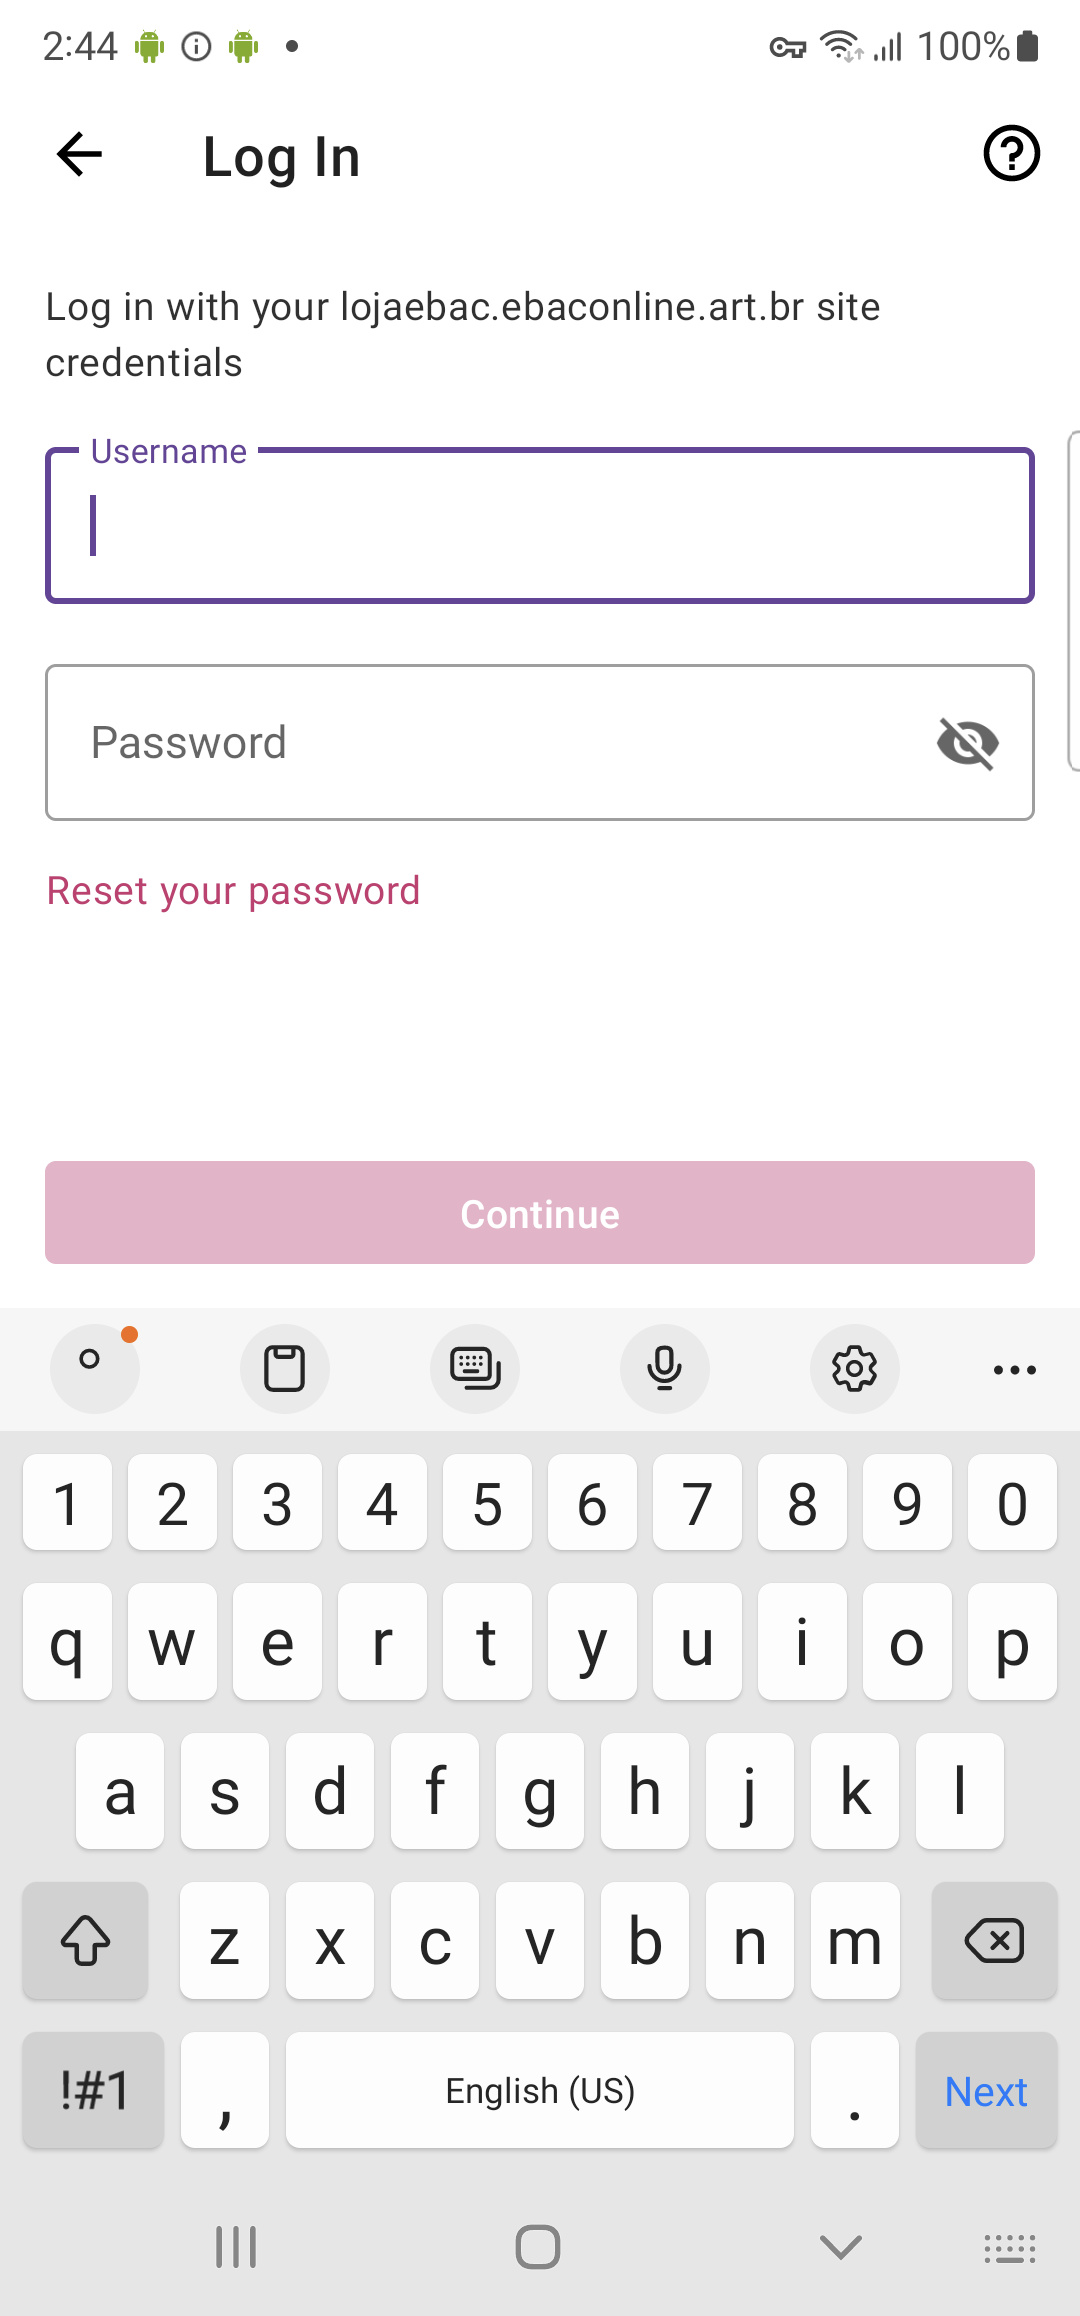 2:44
100%
Log In
Log in with your lojaebac.ebaconline.art.br site
credentials
Username
Password
Reset your password
Continue
1 2 3 4 5 6 7 8 9 0
q w e r t y u i o p
a s d f g h j k l
z x c v b n m
!#1 , English (US) . Next